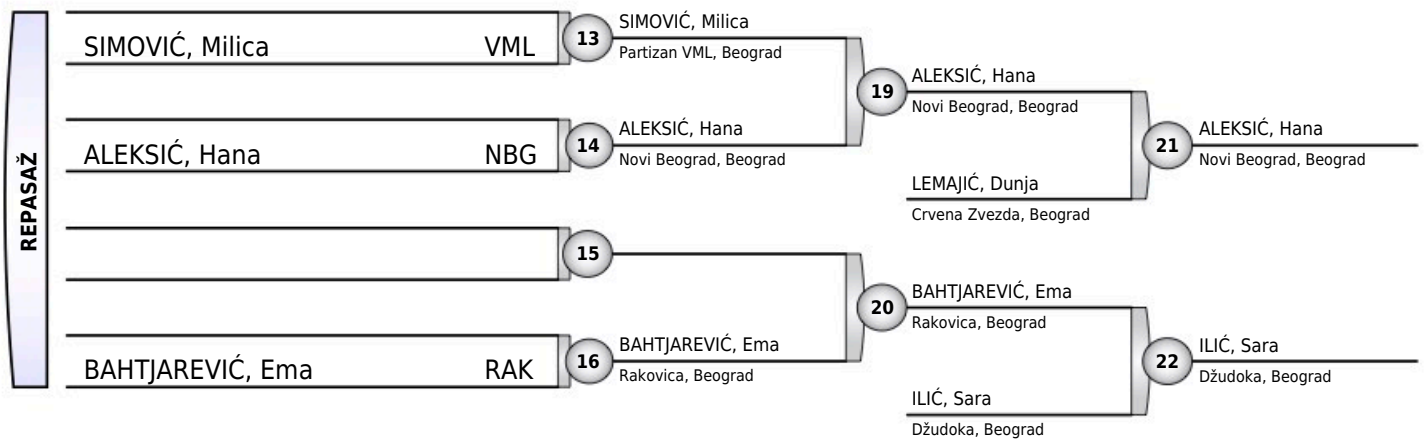 REPASAŽ
SIMOVIĆ, Milica VML
13
SIMOVIĆ, Milica
Partizan VML, Beograd
ALEKSIĆ, Hana NBG
14
ALEKSIĆ, Hana
Novi Beograd, Beograd
15
BAHTJAREVIĆ, Ema RAK
16
BAHTJAREVIĆ, Ema
Rakovica, Beograd
19
ALEKSIĆ, Hana
Novi Beograd, Beograd
LEMAJIĆ, Dunja
Crvena Zvezda, Beograd
20
BAHTJAREVIĆ, Ema
Rakovica, Beograd
ILIĆ, Sara
Džudoka, Beograd
21
ALEKSIĆ, Hana
Novi Beograd, Beograd
22
ILIĆ, Sara
Džudoka, Beograd